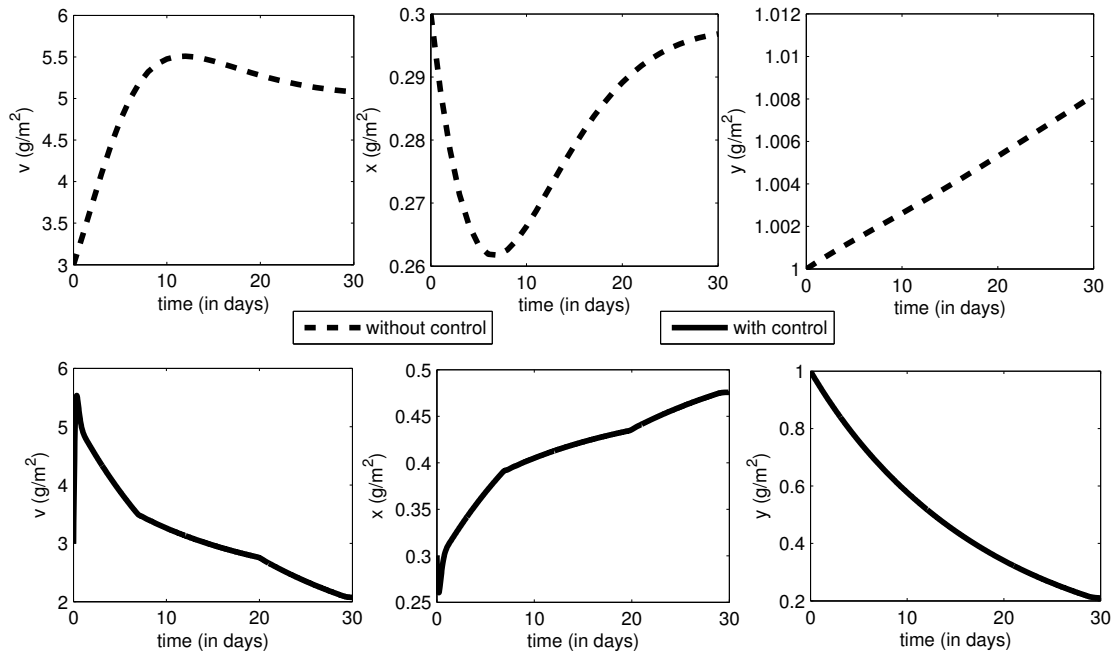 6
5.5
5
4.5
4
3.5
3
v (g/m²)
0 10 20 30
time (in days)
0.3
0.29
0.28
0.27
0.26
x (g/m²)
0 10 20 30
time (in days)
1.012
1.01
1.008
1.006
1.004
1.002
1
y (g/m²)
0 10 20 30
time (in days)
without control
with control
6
5
4
3
2
v (g/m²)
0 10 20 30
time (in days)
0.5
0.45
0.4
0.35
0.3
0.25
x (g/m²)
0 10 20 30
time (in days)
1
0.8
0.6
0.4
0.2
y (g/m²)
0 10 20 30
time (in days)